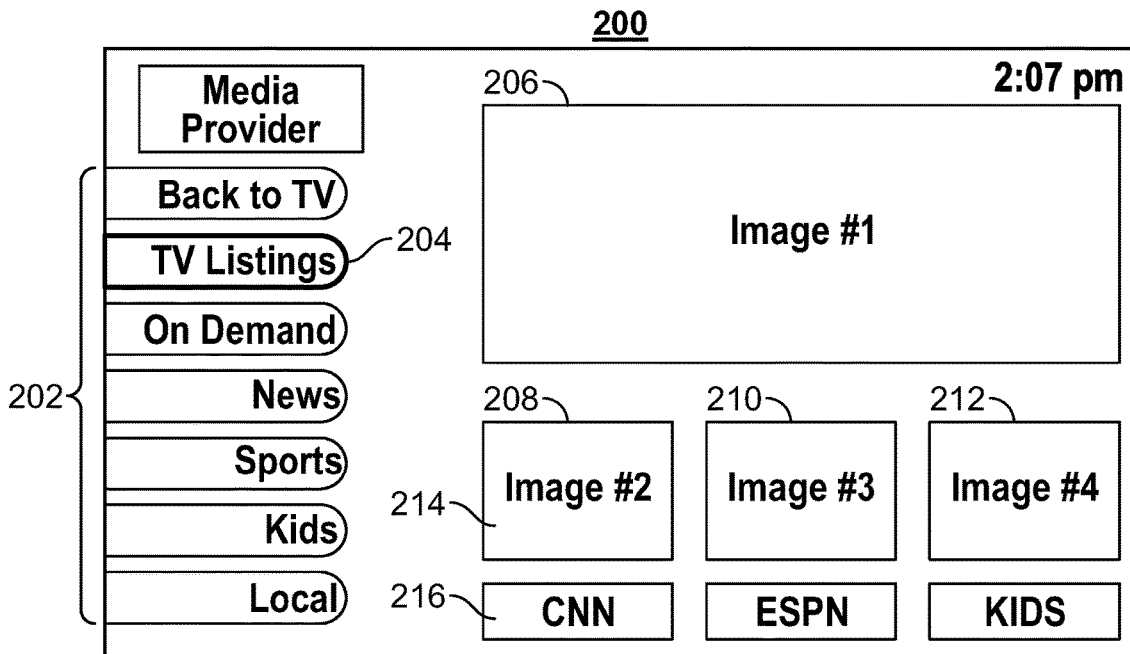 200
2:07 pm
Media
Provider
206
Image #1
202
Back to TV
TV Listings
204
On Demand
News
Sports
Kids
Local
208
210
212
Image #2
Image #3
Image #4
214
216
CNN
ESPN
KIDS